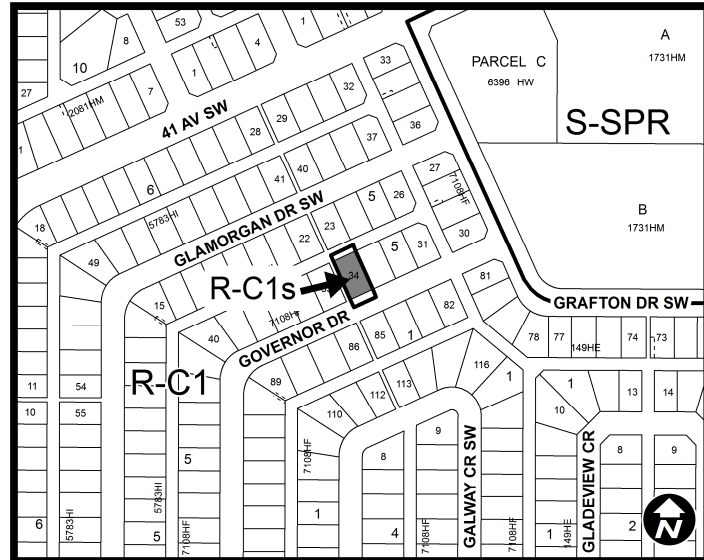 53
1
4
1
8
10
7
27
2081HM
1
41 AV SW
33
32
29
28
36
PARCEL C
6396 HW
A
1731HM
S-SPR
B
1731HM
37
40
41
6
5783HI
18
49
GLAMORGAN DR SW
27
7108HF
30
26
5
23
22
31
5
34
R-C1s
15
7108H
40
GOVERNOR DR
81
82
1
85
86
89
GRAFTON DR SW
78
77
74
73
149HE
116
1
113
112
110
1
10
13
14
11
54
10
55
R-C1
5
5783HI
5
7108HF
6
5783HI
7108HF
1
8
9
4
7108HF
7108HF
GALWAY CR SW
GLADEVIEW CR
1
149HE
8
9
2
N